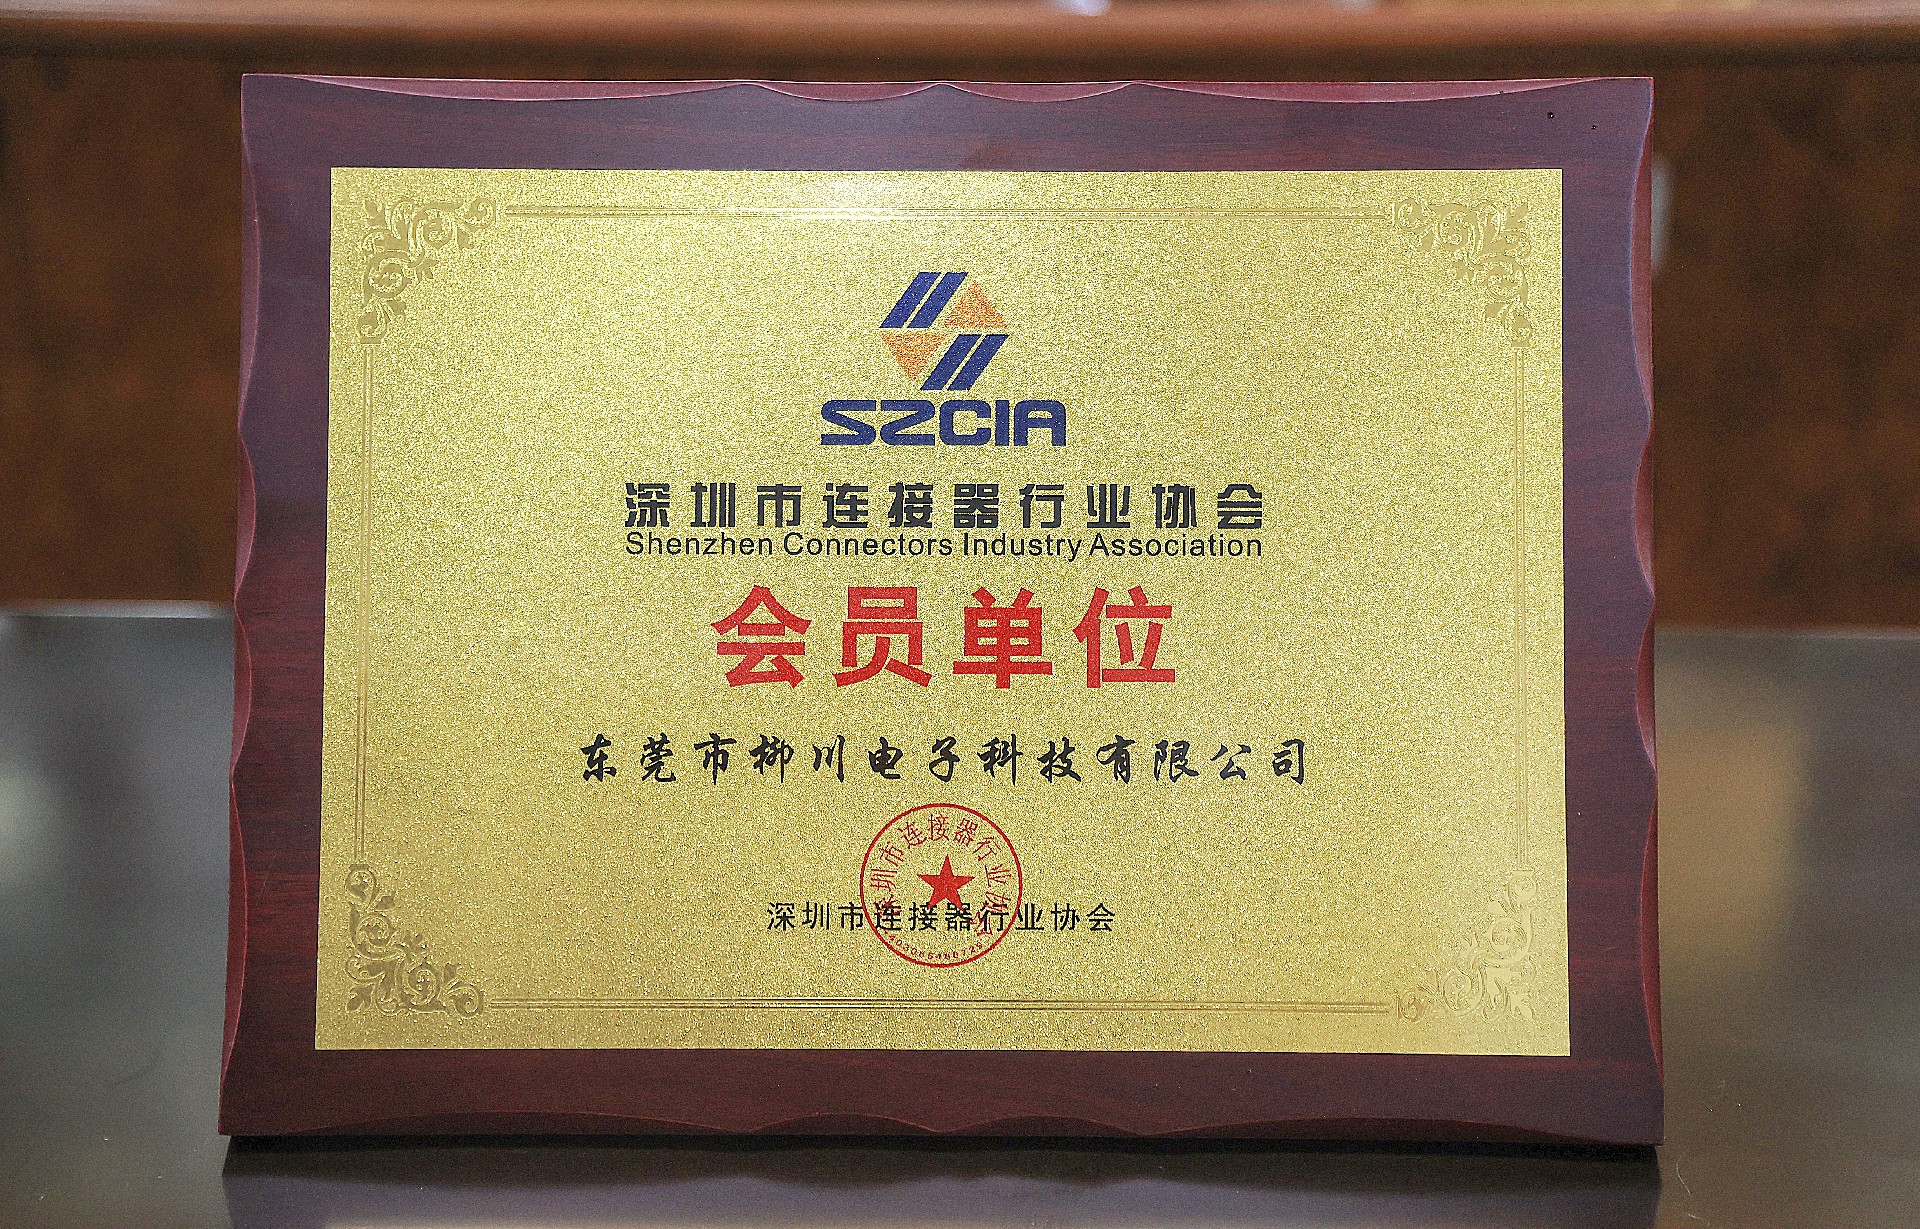 SZCIA
深圳市连接器行业协会
Shenzhen Connectors Industry Association
会员单位
东莞市栁川电子科技有限公司
深圳市连接器行业协会
深圳市连接器行业协会